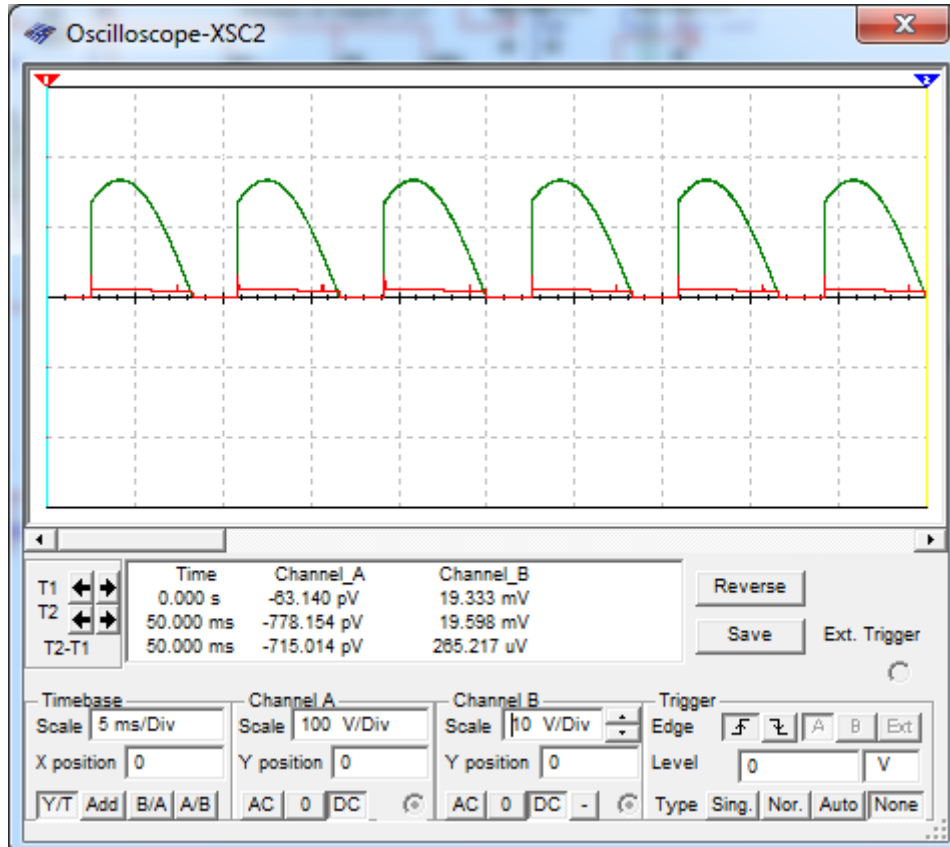 Oscilloscope-XSC2
X
1 2
Time Channel_A Channel_B
T1 0.000 s -63.140 pV 19.333 mV
T2 50.000 ms -778.154 pV 19.598 mV
T2-T1 50.000 ms -715.014 pV 265.217 uV
Reverse
Save Ext. Trigger
Timebase Channel A Channel B Trigger
Scale 5 ms/Div Scale 100 V/Div Scale 10 V/Div Edge A B Ext
X position 0 Y position 0 Y position 0 Level 0 V
Y/T Add B/A A/B AC 0 DC AC 0 DC - Type Sing. Nor. Auto None